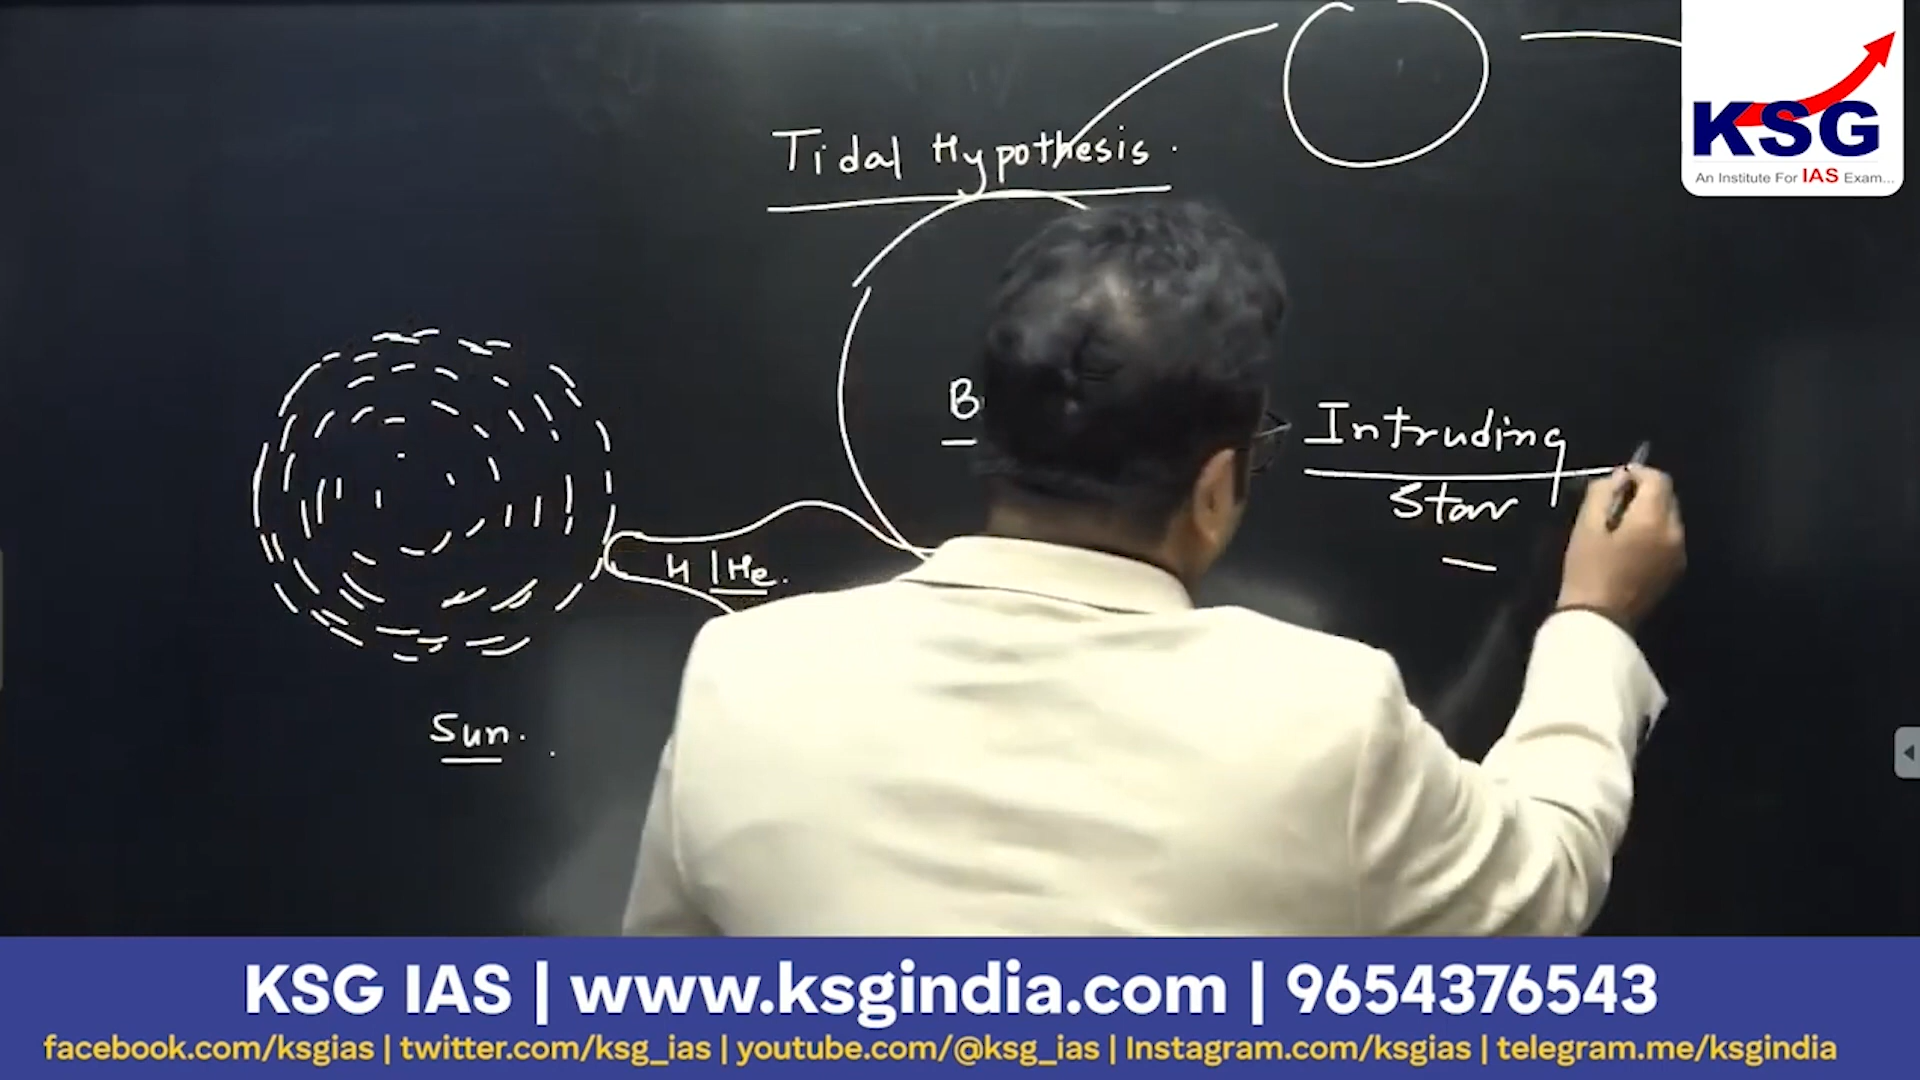 Tidal Hypothesis.
KSG
An Institute For IAS Exam...
B
Intruding
Star
H / He.
Sun.
KSG IAS | www.ksgindia.com | 9654376543
facebook.com/ksgias | twitter.com/ksg_ias | youtube.com/@ksg_ias | Instagram.com/ksgias | telegram.me/ksgindia